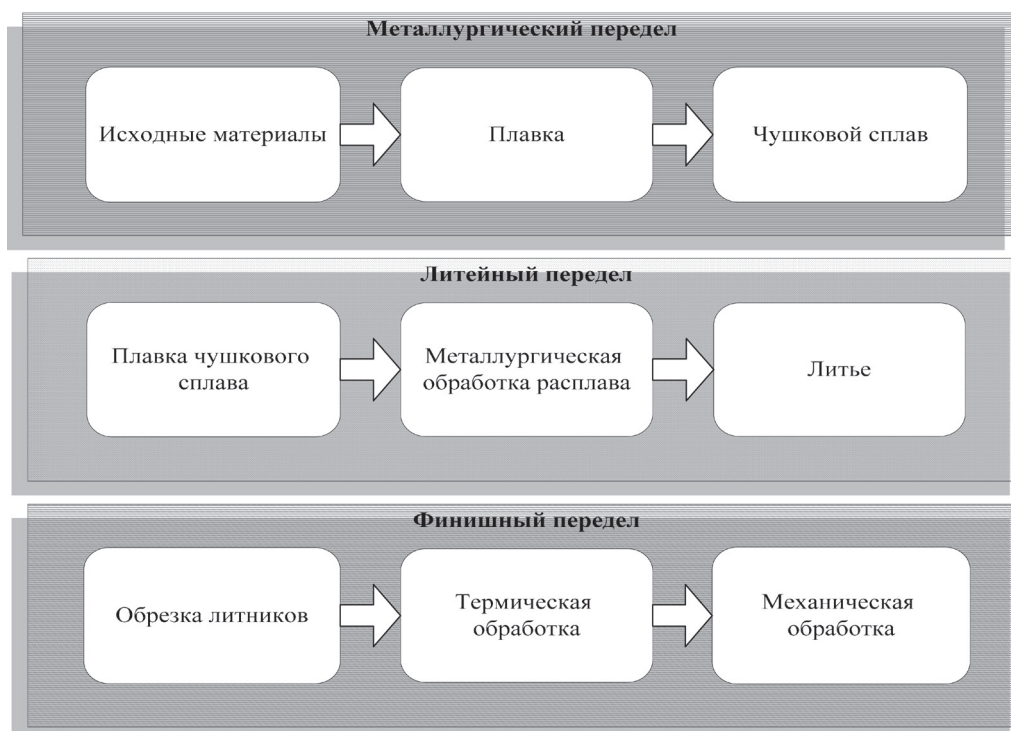 Металлургический передел
Исходные материалы
Плавка
Чушковой сплав
Литейный передел
Плавка чушкового
сплава
Металлургическая
обработка расплава
Литье
Финишный передел
Обрезка литников
Термическая
обработка
Механическая
обработка